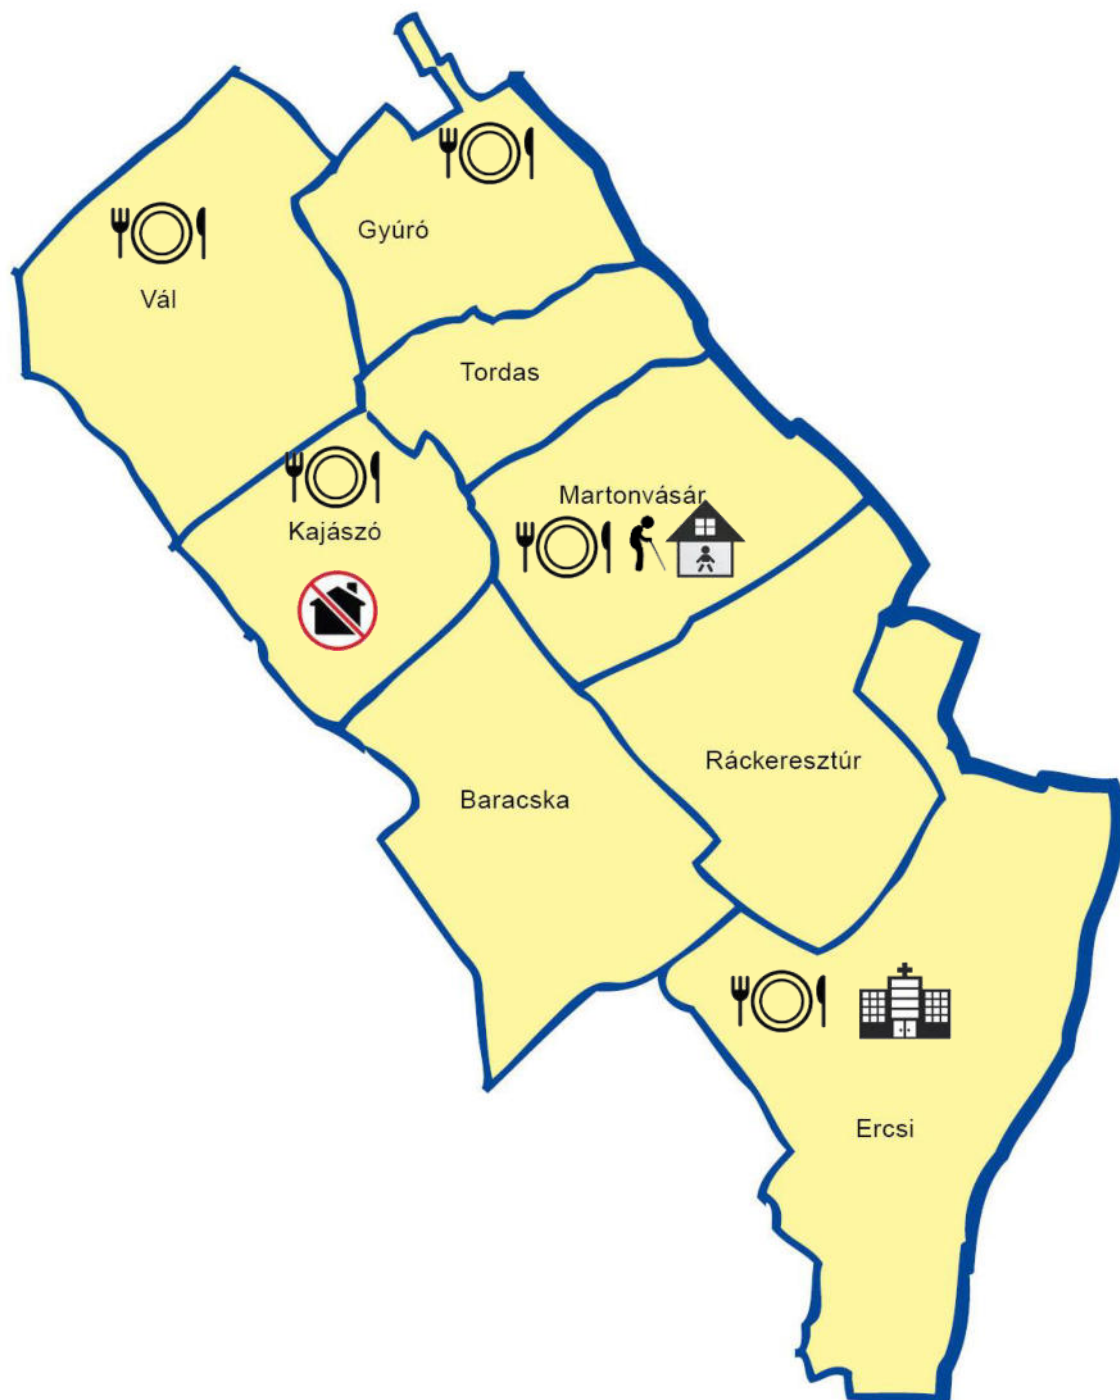 Gyúró
Vál
Tordas
Martonvásár
Kajászó
Ráckeresztúr
Baracska
Ercsi